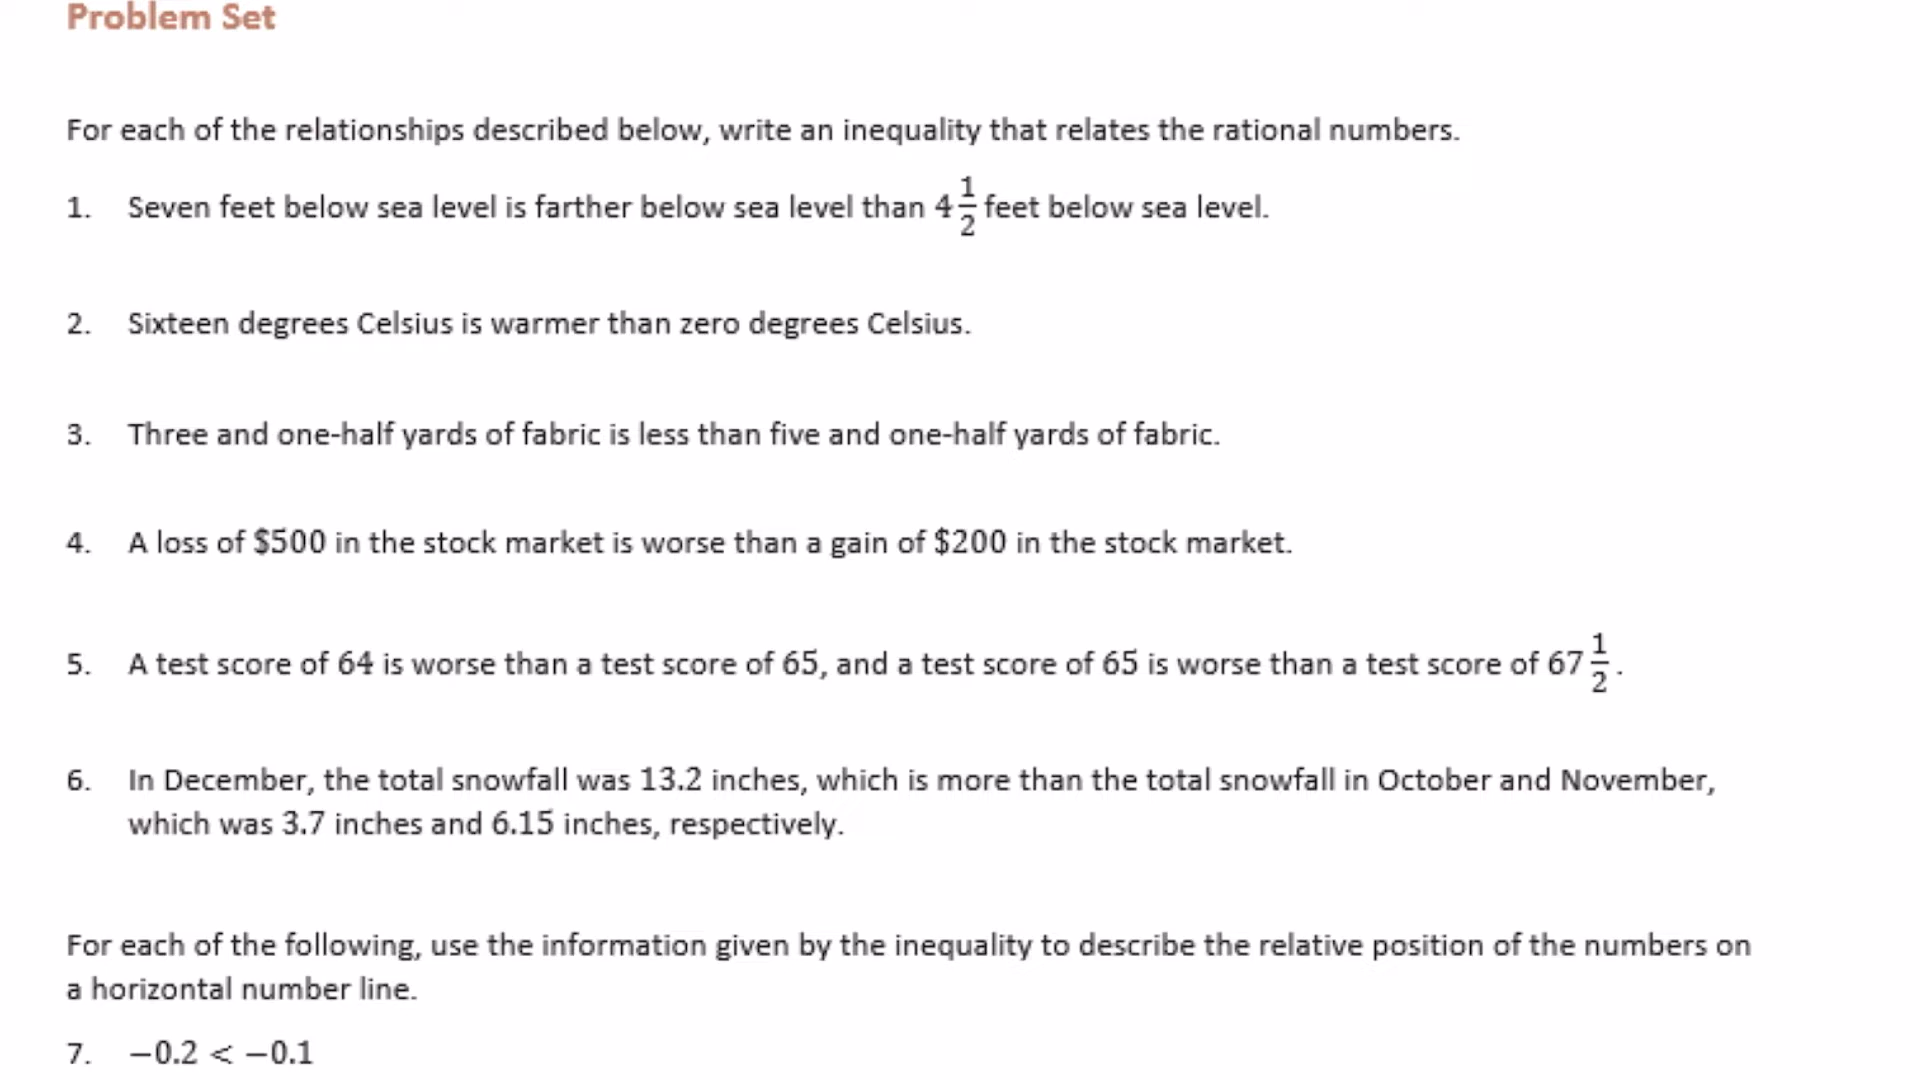 Problem Set
For each of the relationships described below, write an inequality that relates the rational numbers.
1. Seven feet below sea level is farther below sea level than 4 1/2 feet below sea level.
2. Sixteen degrees Celsius is warmer than zero degrees Celsius.
3. Three and one-half yards of fabric is less than five and one-half yards of fabric.
4. A loss of $500 in the stock market is worse than a gain of $200 in the stock market.
5. A test score of 64 is worse than a test score of 65, and a test score of 65 is worse than a test score of 67 1/2.
6. In December, the total snowfall was 13.2 inches, which is more than the total snowfall in October and November,
which was 3.7 inches and 6.15 inches, respectively.
For each of the following, use the information given by the inequality to describe the relative position of the numbers on
a horizontal number line.
7. −0.2 < −0.1